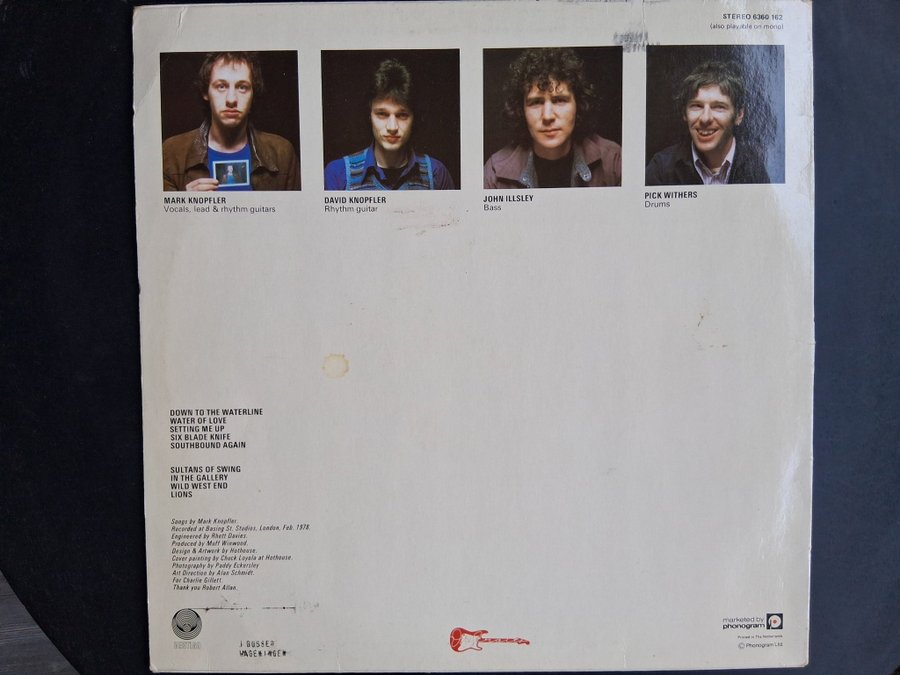 STEREO 6360 162
(also playable on mono)
MARK KNOPFLER
Vocals, lead & rhythm guitars
DAVID KNOPFLER
Rhythm guitar
JOHN ILLSLEY
Bass
PICK WITHERS
Drums
DOWN TO THE WATERLINE
WATER OF LOVE
SETTING ME UP
SIX BLADE KNIFE
SOUTHBOUND AGAIN
SULTANS OF SWING
IN THE GALLERY
WILD WEST END
LIONS
Songs by Mark Knopfler.
Recorded at Basing St. Studios, London, Feb. 1978.
Engineered by Rhett Davies.
Produced by Muff Winwood.
Design & Artwork by Hothouse.
Cover painting by Chuck Loyola at Hothouse.
Photography by Paddy Eckersley
Art Direction by Alan Schmidt.
For Charlie Gillett.
Thank you Robert Allan.
VERTIGO
J BOSSER
WAGENINGEN
marketed by
phonogram
Printed in The Netherlands
© Phonogram Ltd